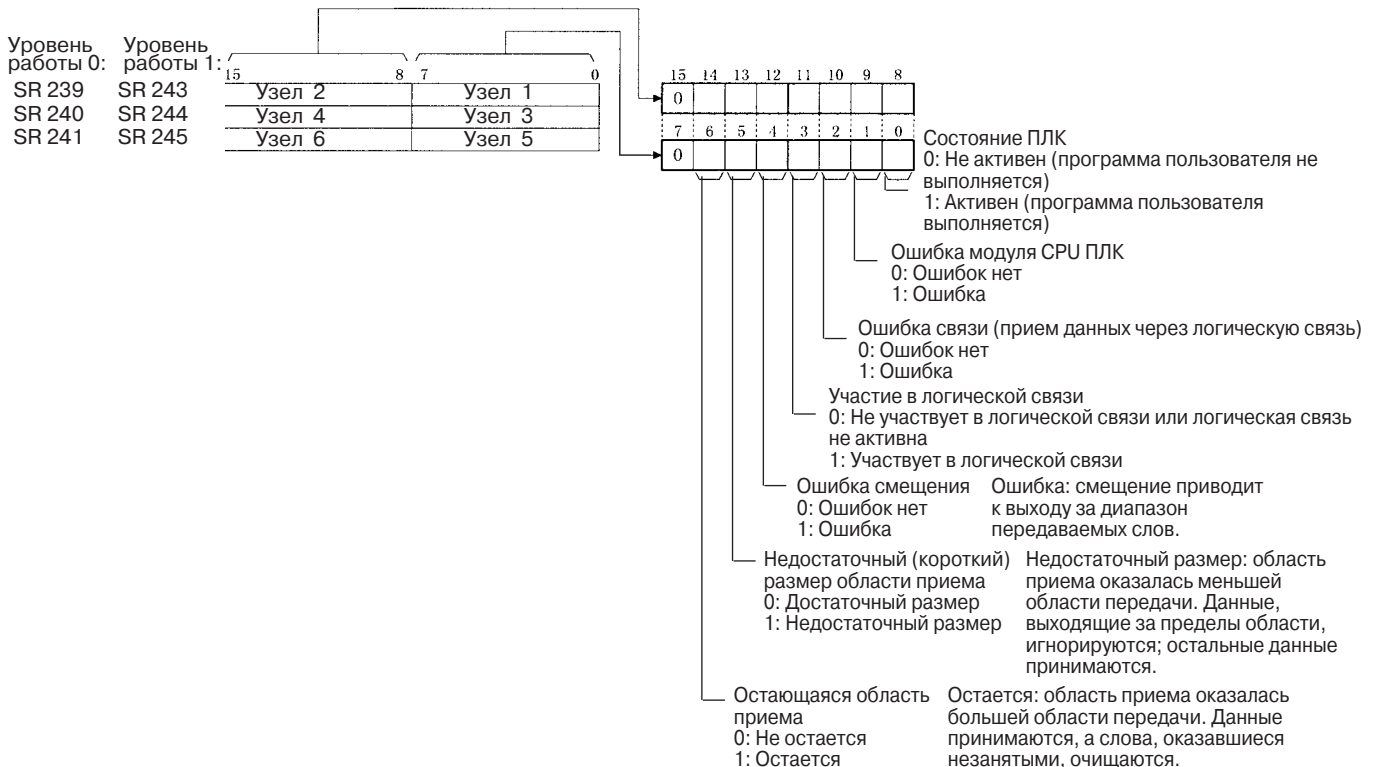 Уровень работы 0:
Уровень работы 1:
15 8 7 0
SR 239 SR 243 Узел 2 Узел 1
SR 240 SR 244 Узел 4 Узел 3
SR 241 SR 245 Узел 6 Узел 5
15 14 13 12 11 10 9 8
0
7 6 5 4 3 2 1 0
0
Состояние ПЛК
0: Не активен (программа пользователя не
выполняется)
1: Активен (программа пользователя
выполняется)
Ошибка модуля CPU ПЛК
0: Ошибок нет
1: Ошибка
Ошибка связи (прием данных через логическую связь)
0: Ошибок нет
1: Ошибка
Участие в логической связи
0: Не участвует в логической связи или логическая связь
не активна
1: Участвует в логической связи
Ошибка смещения
0: Ошибок нет
1: Ошибка
Ошибка: смещение приводит
к выходу за диапазон
передаваемых слов.
Недостаточный (короткий)
размер области приема
0: Достаточный размер
1: Недостаточный размер
Недостаточный размер: область
приема оказалась меньшей
области передачи. Данные,
выходящие за пределы области,
игнорируются; остальные данные
принимаются.
Остающаяся область
приема
0: Не остается
1: Остается
Остается: область приема оказалась
большей области передачи. Данные
принимаются, а слова, оказавшиеся
незанятыми, очищаются.